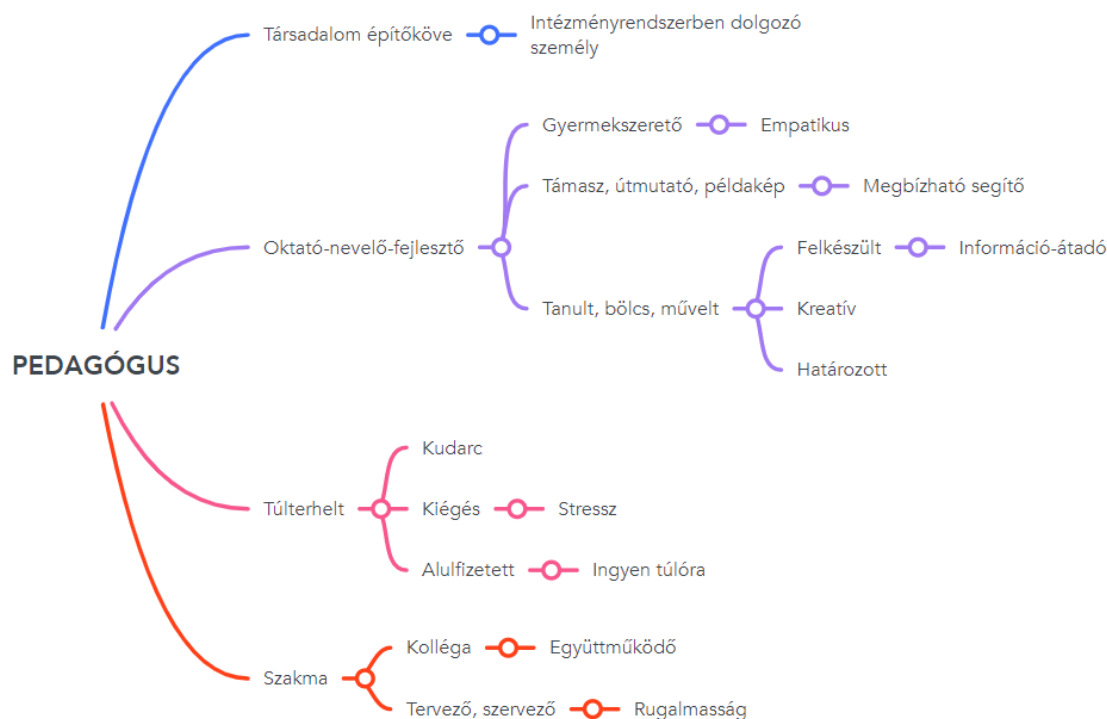 Társadalom építőköve
Intézményrendszerben dolgozó
személy
Gyermekszerető
Empatikus
Támasz, útmutató, példakép
Megbízható segítő
Oktató-nevelő-fejlesztő
Felkészült
Információ-átadó
Tanult, bölcs, művelt
Kreatív
Határozott
PEDAGÓGUS
Kudarc
Túlterhelt
Kiégés
Stressz
Alulfizetett
Ingyen túlóra
Kolléga
Együttműködő
Szakma
Tervező, szervező
Rugalmasság